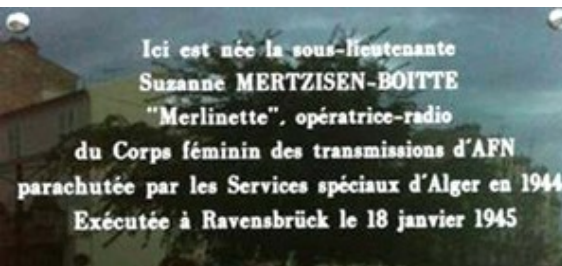 Ici est née la sous-lieutenante
Suzanne MERTZISEN-BOITTE
"Merlinette", opératrice-radio
du Corps féminin des transmissions d'AFN
parachutée par les Services spéciaux d'Alger en 1944
Exécutée à Ravensbrück le 18 janvier 1945